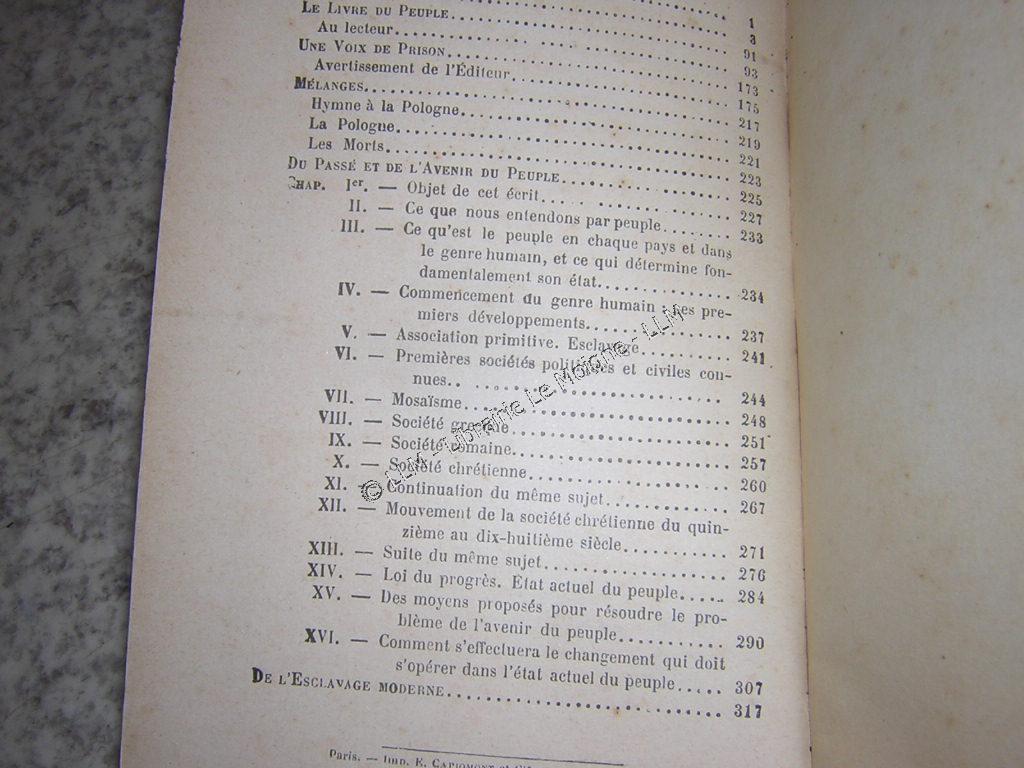 1
3
LE LIVRE DU PEUPLE 91
Au lecteur 93
UNE VOIX DE PRISON 173
Avertissement de l'Éditeur 175
MÉLANGES 217
Hymne à la Pologne 219
La Pologne 221
Les Morts 223
DU PASSÉ ET DE L'AVENIR DU PEUPLE 225
CHAP. Ier. — Objet de cet écrit 227
II. — Ce que nous entendons par peuple 233
III. — Ce qu'est le peuple en chaque pays et dans
le genre humain, et ce qui détermine fon-
damentalement son état 234
IV. — Commencement du genre humain : Les pre-
miers développements 237
V. — Association primitive. Esclavage 241
VI. — Premières sociétés politiques et civiles con-
nues 244
VII. — Mosaïsme 248
VIII. — Société grecque 251
IX. — Société romaine 257
X. — Société chrétienne 260
XI. — Continuation du même sujet 267
XII. — Mouvement de la société chrétienne du quin-
zième au dix-huitième siècle 271
XIII. — Suite du même sujet 276
XIV. — Loi du progrès. État actuel du peuple 284
XV. — Des moyens proposés pour résoudre le pro-
blème de l'avenir du peuple 290
XVI. — Comment s'effectuera le changement qui doit
s'opérer dans l'état actuel du peuple 307
DE L'ESCLAVAGE MODERNE 317
Paris. — Imp. E. CAPIOMONT et
© LLM - Librairie Le Moigne - LLM